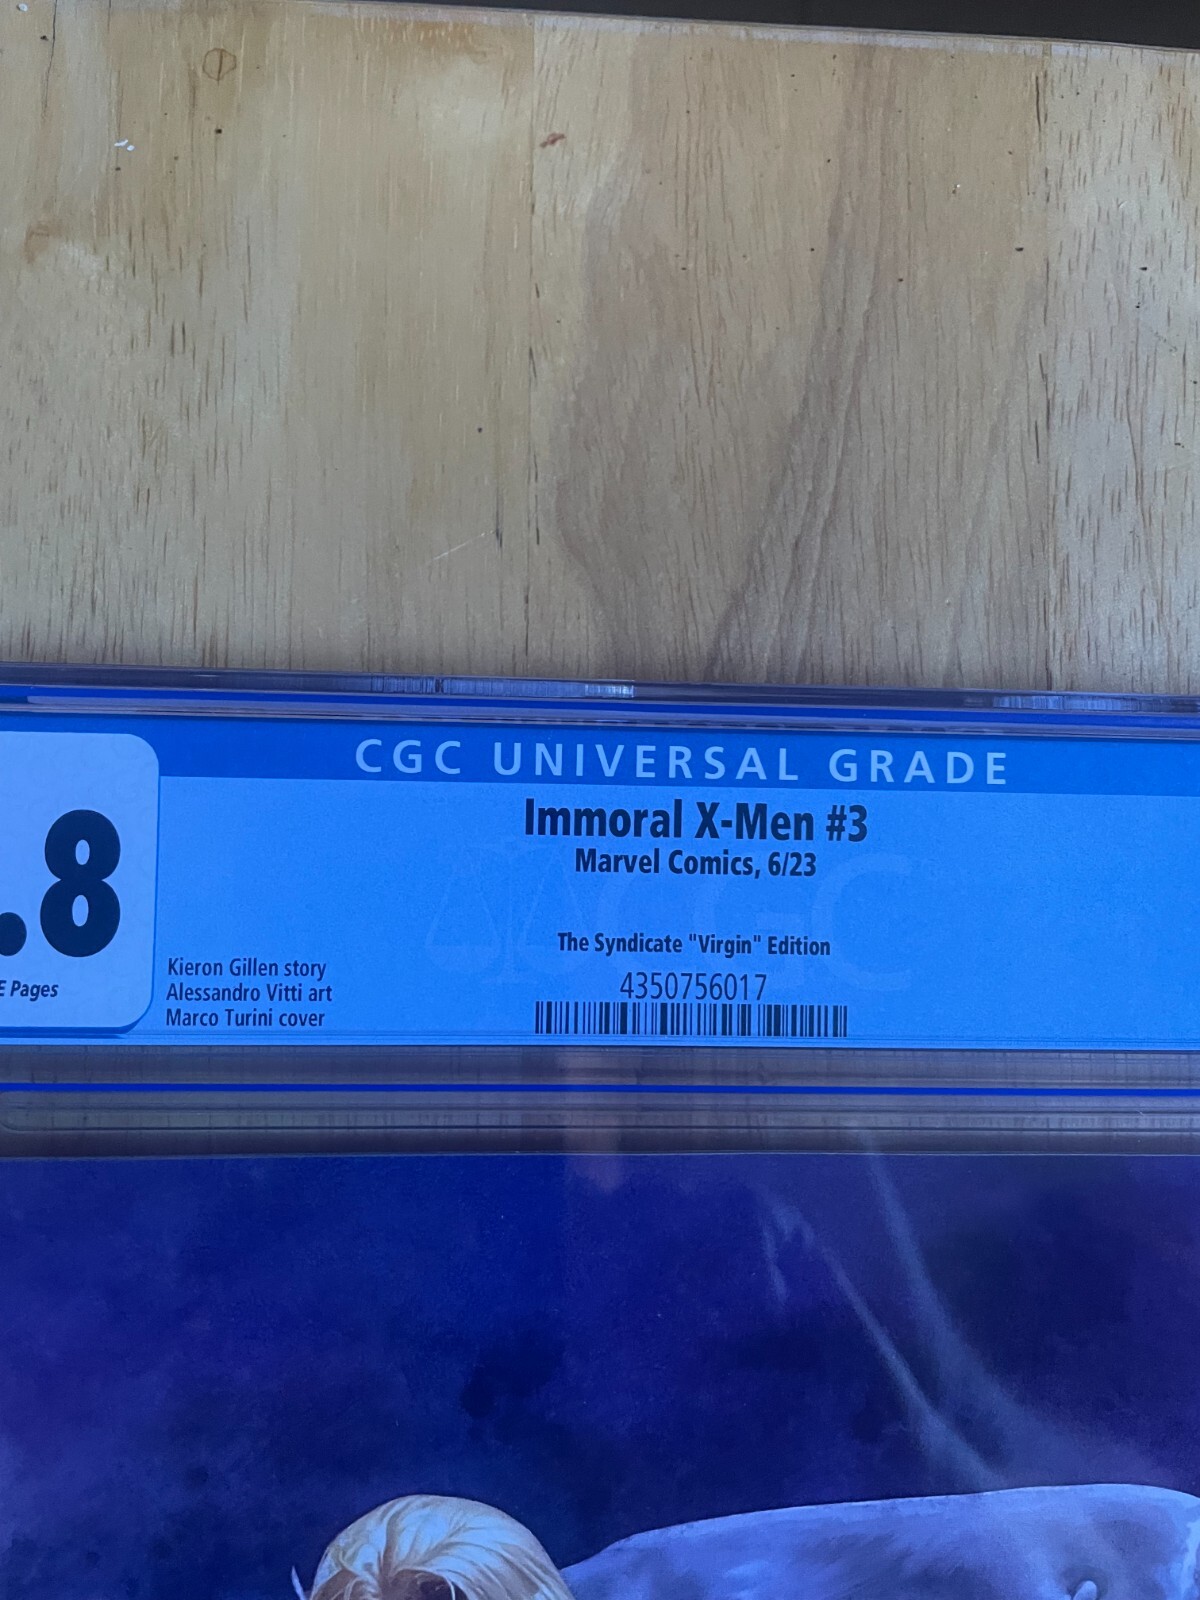 CGC UNIVERSAL GRADE
.8
E Pages
Immoral X-Men #3
Marvel Comics, 6/23
The Syndicate "Virgin" Edition
4350756017
Kieron Gillen story
Alessandro Vitti art
Marco Turini cover
CGC